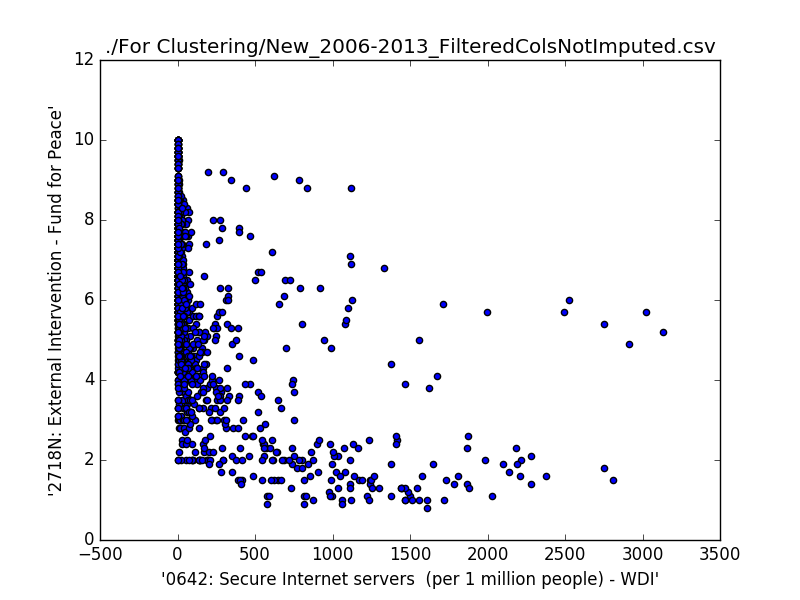 ./For Clustering/New_2006-2013_FilteredColsNotImputed.csv
12
10
8
6
4
2
0
'2718N: External Intervention - Fund for Peace'
−500 0 500 1000 1500 2000 2500 3000 3500
'0642: Secure Internet servers  (per 1 million people) - WDI'